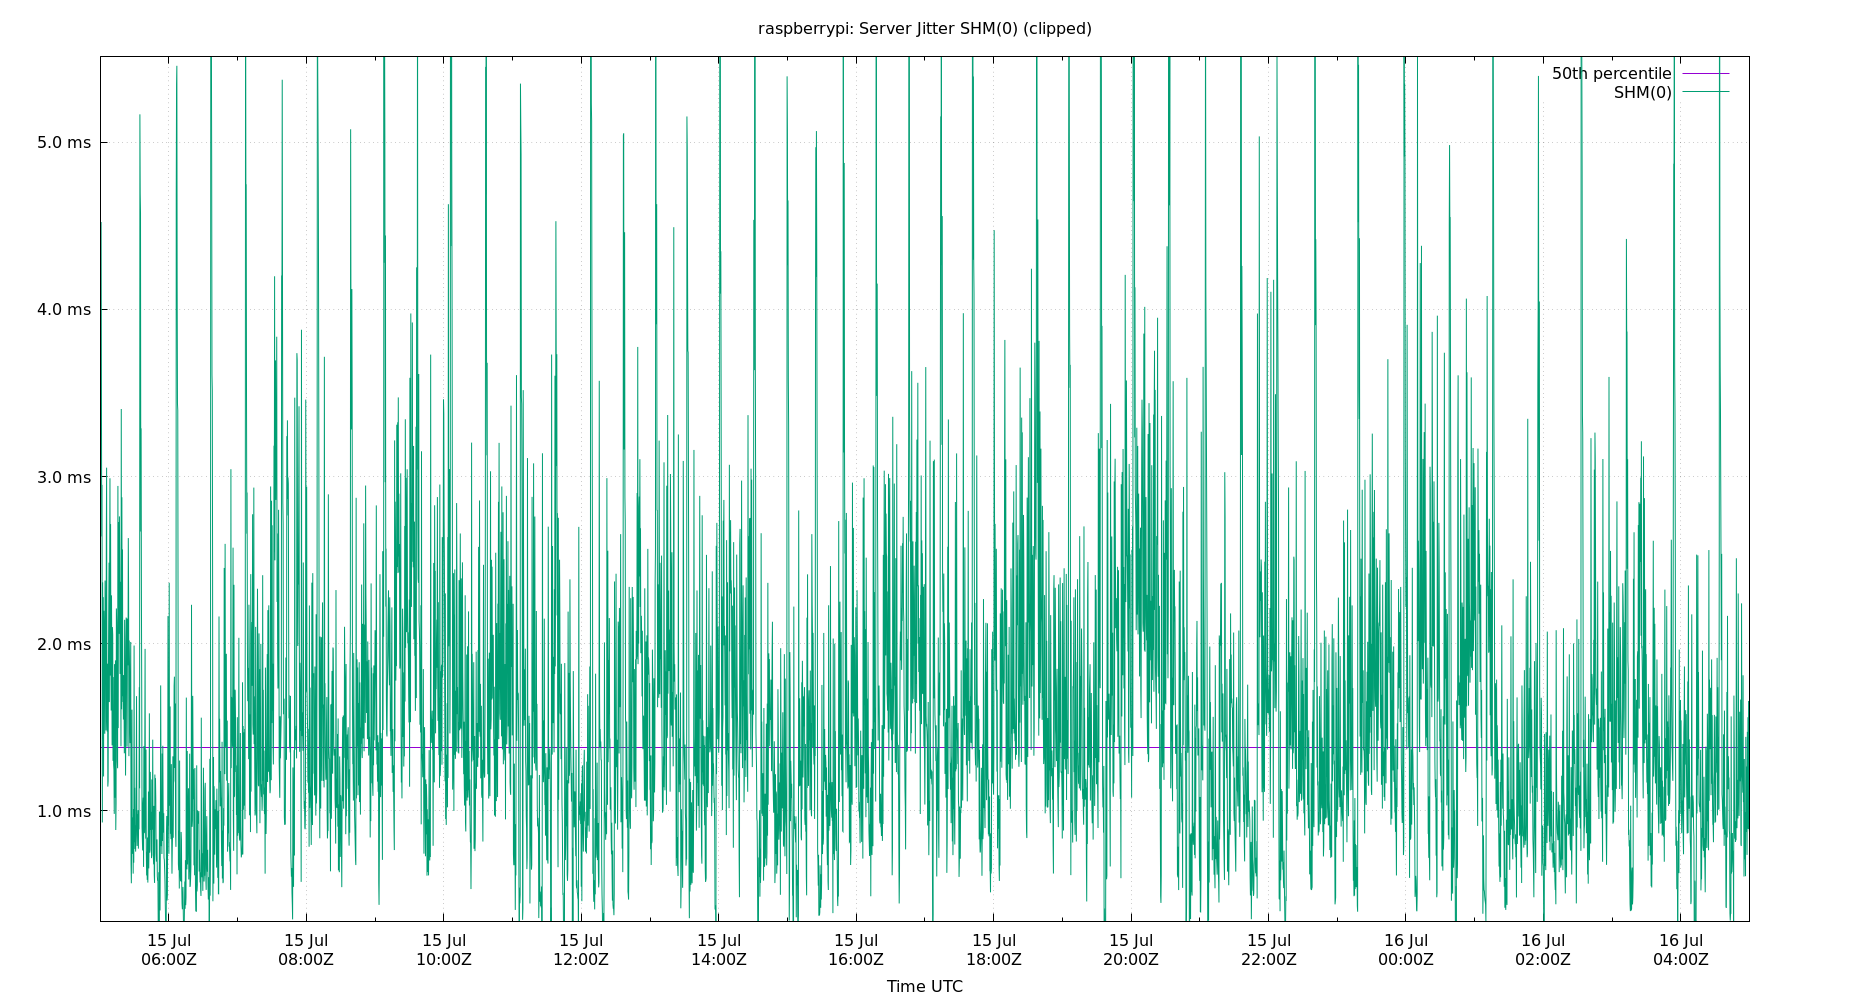 raspberrypi: Server Jitter SHM(0) (clipped)
50th percentile
SHM(0)
5.0 ms
4.0 ms
3.0 ms
2.0 ms
1.0 ms
15 Jul 15 Jul 15 Jul 15 Jul 15 Jul 15 Jul 15 Jul 15 Jul 15 Jul 16 Jul 16 Jul 16 Jul
06:00Z 08:00Z 10:00Z 12:00Z 14:00Z 16:00Z 18:00Z 20:00Z 22:00Z 00:00Z 02:00Z 04:00Z
Time UTC